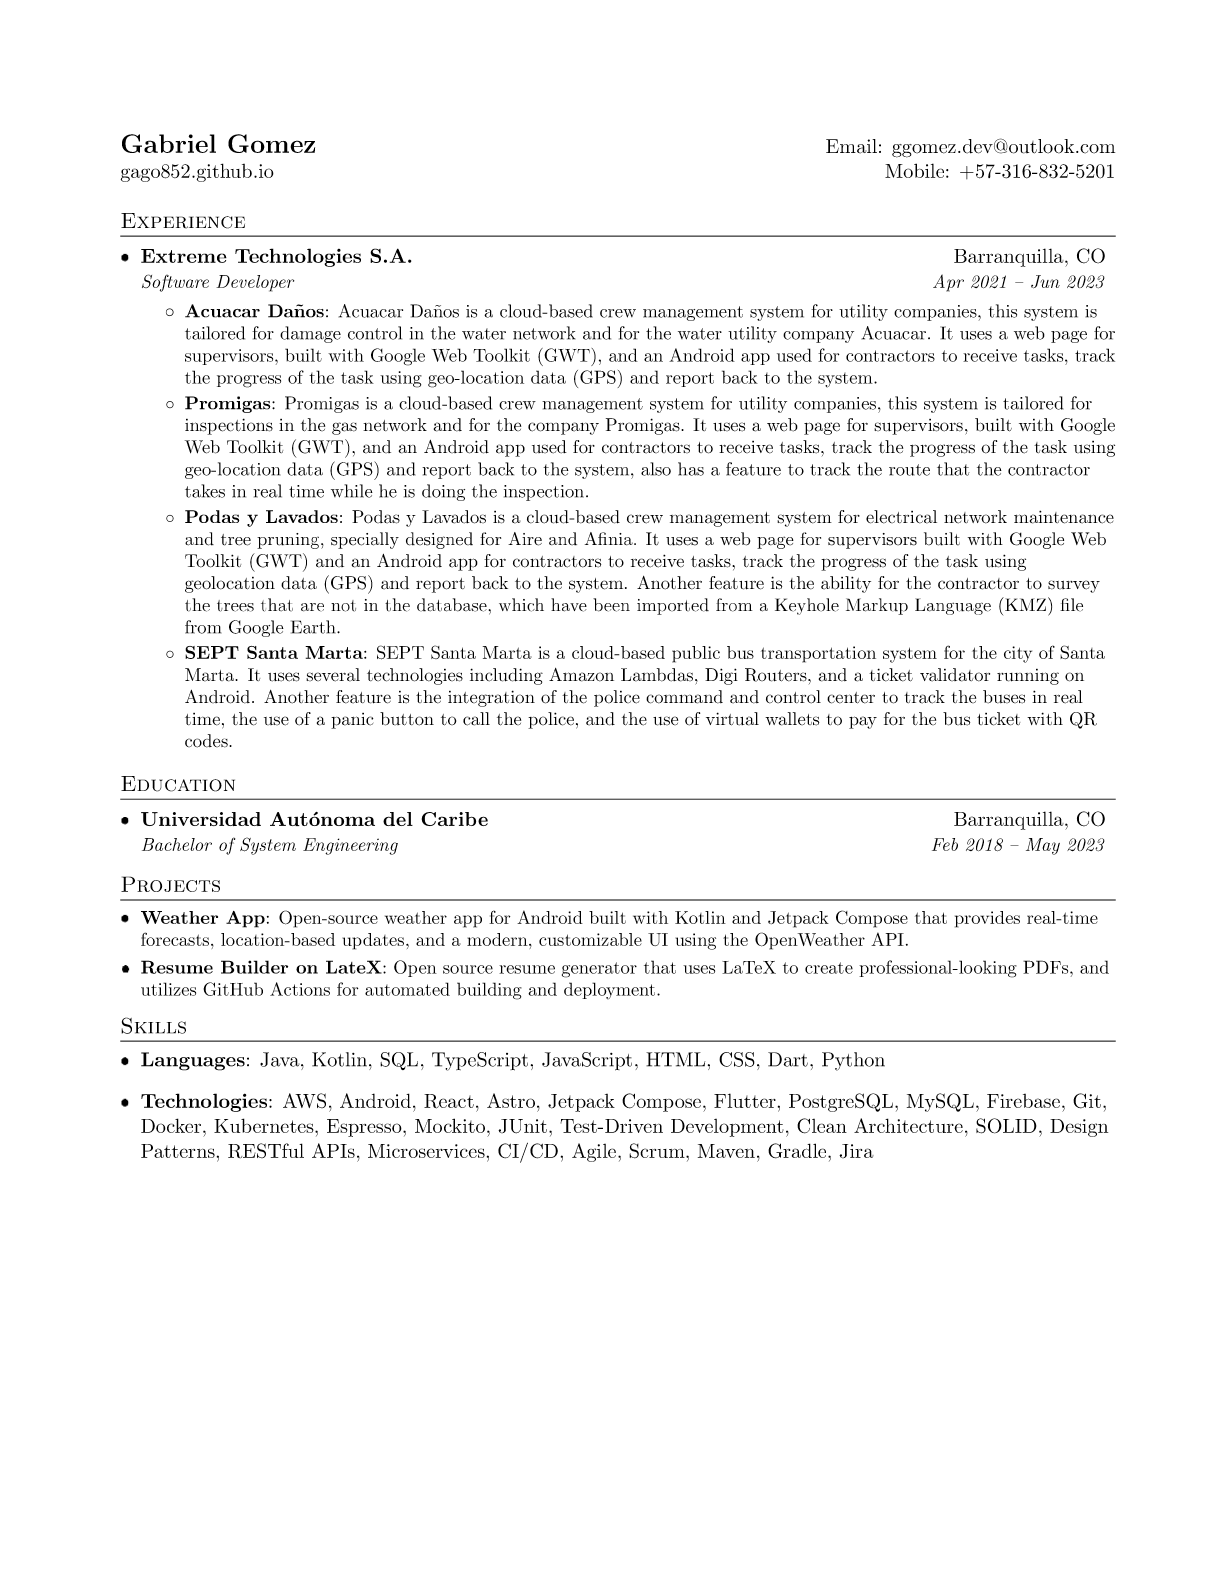 Gabriel Gomez
Email: ggomez.dev@outlook.com
gago852.github.io
Mobile: +57-316-832-5201
Experience
• Extreme Technologies S.A.
Barranquilla, CO
Software Developer
Apr 2021 – Jun 2023
◦ Acuacar Daños: Acuacar Daños is a cloud-based crew management system for utility companies, this system is
tailored for damage control in the water network and for the water utility company Acuacar. It uses a web page for
supervisors, built with Google Web Toolkit (GWT), and an Android app used for contractors to receive tasks, track
the progress of the task using geo-location data (GPS) and report back to the system.
◦ Promigas: Promigas is a cloud-based crew management system for utility companies, this system is tailored for
inspections in the gas network and for the company Promigas. It uses a web page for supervisors, built with Google
Web Toolkit (GWT), and an Android app used for contractors to receive tasks, track the progress of the task using
geo-location data (GPS) and report back to the system, also has a feature to track the route that the contractor
takes in real time while he is doing the inspection.
◦ Podas y Lavados: Podas y Lavados is a cloud-based crew management system for electrical network maintenance
and tree pruning, specially designed for Aire and Afinia. It uses a web page for supervisors built with Google Web
Toolkit (GWT) and an Android app for contractors to receive tasks, track the progress of the task using
geolocation data (GPS) and report back to the system. Another feature is the ability for the contractor to survey
the trees that are not in the database, which have been imported from a Keyhole Markup Language (KMZ) file
from Google Earth.
◦ SEPT Santa Marta: SEPT Santa Marta is a cloud-based public bus transportation system for the city of Santa
Marta. It uses several technologies including Amazon Lambdas, Digi Routers, and a ticket validator running on
Android. Another feature is the integration of the police command and control center to track the buses in real
time, the use of a panic button to call the police, and the use of virtual wallets to pay for the bus ticket with QR
codes.
Education
• Universidad Autónoma del Caribe
Barranquilla, CO
Bachelor of System Engineering
Feb 2018 – May 2023
Projects
• Weather App: Open-source weather app for Android built with Kotlin and Jetpack Compose that provides real-time
forecasts, location-based updates, and a modern, customizable UI using the OpenWeather API.
• Resume Builder on LateX: Open source resume generator that uses LaTeX to create professional-looking PDFs, and
utilizes GitHub Actions for automated building and deployment.
Skills
• Languages: Java, Kotlin, SQL, TypeScript, JavaScript, HTML, CSS, Dart, Python
• Technologies: AWS, Android, React, Astro, Jetpack Compose, Flutter, PostgreSQL, MySQL, Firebase, Git,
Docker, Kubernetes, Espresso, Mockito, JUnit, Test-Driven Development, Clean Architecture, SOLID, Design
Patterns, RESTful APIs, Microservices, CI/CD, Agile, Scrum, Maven, Gradle, Jira